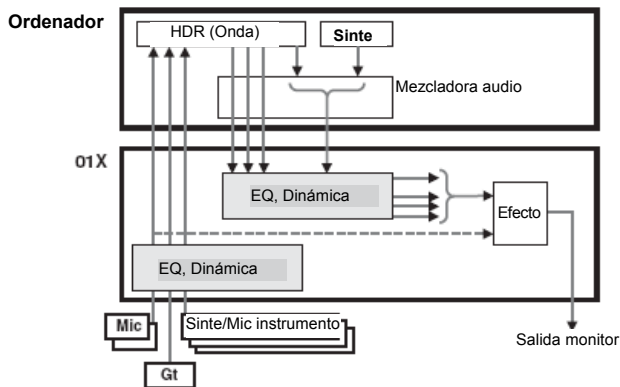 Ordenador
HDR (Onda)
Sinte
Mezcladora audio
01X
EQ, Dinámica
Efecto
EQ, Dinámica
Mic
Sinte/Mic instrumento
Gt
Salida monitor